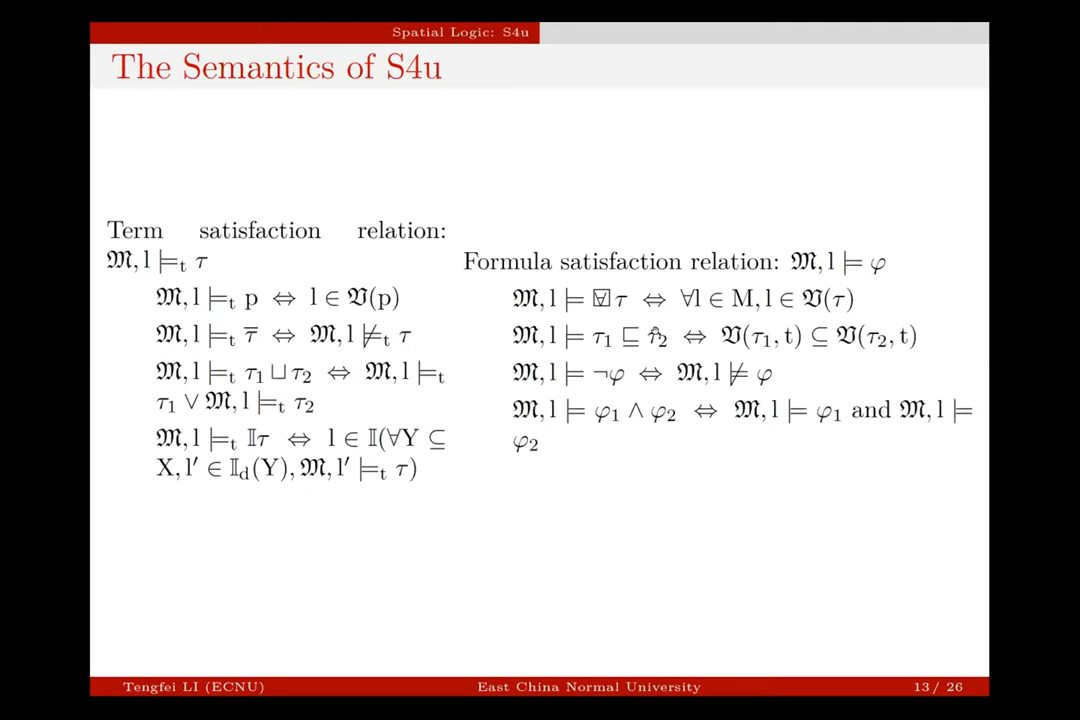 Spatial Logic: S4u
The Semantics of S4u
Term satisfaction relation:
𝔐, l ⊨ₜ τ
𝔐, l ⊨ₜ p ⇔ l ∈ 𝔙(p)
𝔐, l ⊨ₜ τ̅ ⇔ 𝔐, l ⊭ₜ τ
𝔐, l ⊨ₜ τ₁ ⊔ τ₂ ⇔ 𝔐, l ⊨ₜ
τ₁ ∨ 𝔐, l ⊨ₜ τ₂
𝔐, l ⊨ₜ 𝕀τ ⇔ l ∈ 𝕀(∀Y ⊆
X, l′ ∈ 𝕀_d(Y), 𝔐, l′ ⊨ₜ τ)
Formula satisfaction relation: 𝔐, l ⊨ φ
𝔐, l ⊨ ⍌ τ ⇔ ∀l ∈ M, l ∈ 𝔙(τ)
𝔐, l ⊨ τ₁ ⊑ τ₂ ⇔ 𝔙(τ₁, t) ⊆ 𝔙(τ₂, t)
𝔐, l ⊨ ¬φ ⇔ 𝔐, l ⊭ φ
𝔐, l ⊨ φ₁ ∧ φ₂ ⇔ 𝔐, l ⊨ φ₁ and 𝔐, l ⊨
φ₂
Tengfei LI (ECNU)
East China Normal University
13 / 26